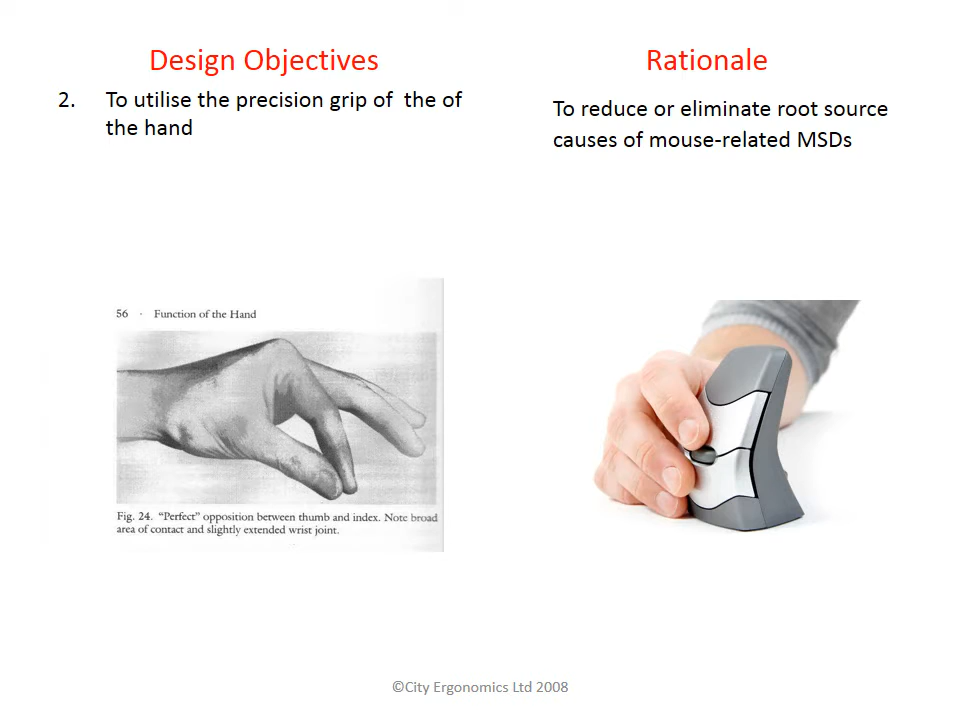 Design Objectives
2. To utilise the precision grip of the of
the hand
Rationale
To reduce or eliminate root source
causes of mouse-related MSDs
56 · Function of the Hand
Fig. 24. “Perfect” opposition between thumb and index. Note broad
area of contact and slightly extended wrist joint.
©City Ergonomics Ltd 2008